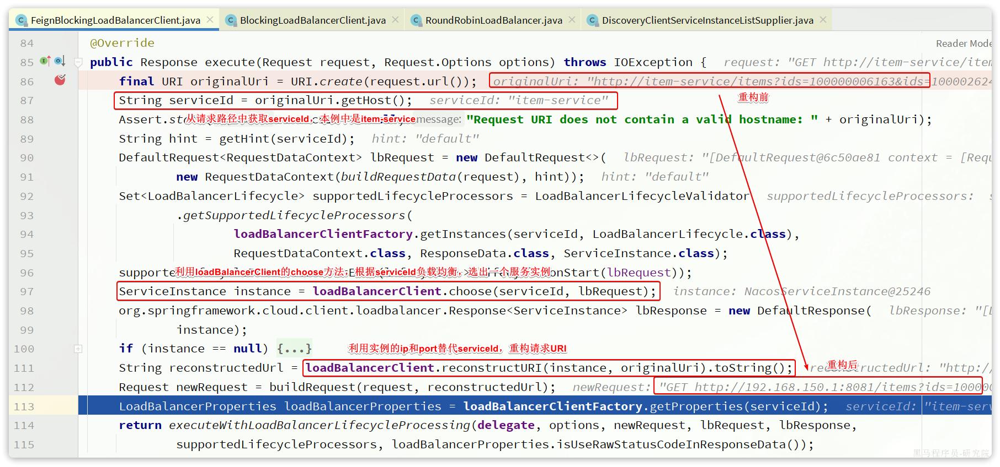 FeignBlockingLoadBalancerClient.java BlockingLoadBalancerClient.java RoundRobinLoadBalancer.java DiscoveryClientServiceInstanceListSupplier.java
84 @Override Reader Mode
85 public Response execute(Request request, Request.Options options) throws IOException { request: "GET http://item-service/item
86 final URI originalUri = URI.create(request.url()); originalUri: "http://item-service/items?ids=100000006163&ids=10000262
重构前
87 String serviceId = originalUri.getHost(); serviceId: "item-service"
从请求路径中获取serviceId，本例中是item-service
88 Assert. message: "Request URI does not contain a valid hostname: " + originalUri);
89 String hint = getHint(serviceId); hint: "default"
90 DefaultRequest<RequestDataContext> lbRequest = new DefaultRequest<>( lbRequest: "[DefaultRequest@6c50ae81 context = [Requ
91 new RequestDataContext(buildRequestData(request), hint)); hint: "default"
92 Set<LoadBalancerLifecycle> supportedLifecycleProcessors = LoadBalancerLifecycleValidator supportedLifecycleProcessors: s
93 .getSupportedLifecycleProcessors(
94 loadBalancerClientFactory.getInstances(serviceId, LoadBalancerLifecycle.class),
95 RequestDataContext.class, ResponseData.class, ServiceInstance.class);
利用loadBalancerClient的choose方法，根据serviceId负载均衡，选出一个服务实例
96 onStart(lbRequest));
97 ServiceInstance instance = loadBalancerClient.choose(serviceId, lbRequest); instance: NacosServiceInstance@25246
98 org.springframework.cloud.client.loadbalancer.Response<ServiceInstance> lbResponse = new DefaultResponse( lbResponse: "[D
99 instance);
100 if (instance == null) {...}
利用实例的ip和port替代serviceId，重构请求URI
111 String reconstructedUrl = loadBalancerClient.reconstructURI(instance, originalUri).toString(); reconstructedUrl: "http:/
重构后
112 Request newRequest = buildRequest(request, reconstructedUrl); newRequest: "GET http://192.168.150.1:8081/items?ids=10000
113 LoadBalancerProperties loadBalancerProperties = loadBalancerClientFactory.getProperties(serviceId); serviceId: "item-serv
114 return executeWithLoadBalancerLifecycleProcessing(delegate, options, newRequest, lbRequest, lbResponse,
115 supportedLifecycleProcessors, loadBalancerProperties.isUseRawStatusCodeInResponseData());
黑马程序员-研究院